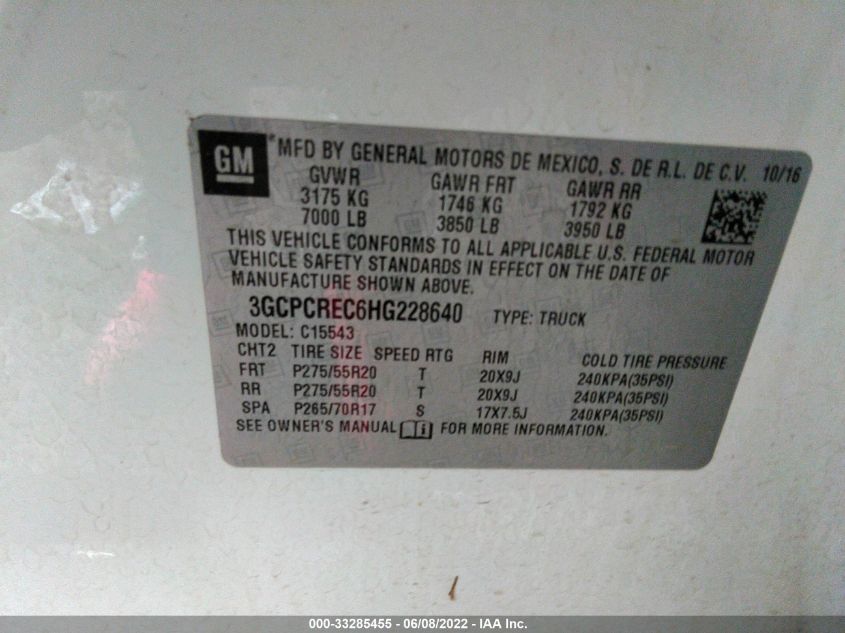 GM *MFD BY GENERAL MOTORS DE MEXICO, S. DE R.L. DE C.V. 10/16
GVWR GAWR FRT GAWR RR
3175 KG 1746 KG 1792 KG
7000 LB 3850 LB 3950 LB
THIS VEHICLE CONFORMS TO ALL APPLICABLE U.S. FEDERAL MOTOR
VEHICLE SAFETY STANDARDS IN EFFECT ON THE DATE OF
MANUFACTURE SHOWN ABOVE.
3GCPCREC6HG228640 TYPE: TRUCK
MODEL: C15543
CHT2 TIRE SIZE SPEED RTG RIM COLD TIRE PRESSURE
FRT P275/55R20 T 20X9J 240KPA(35PSI)
RR P275/55R20 T 20X9J 240KPA(35PSI)
SPA P265/70R17 S 17X7.5J 240KPA(35PSI)
SEE OWNER'S MANUAL i FOR MORE INFORMATION.
000-33285455 - 06/08/2022 - IAA Inc.